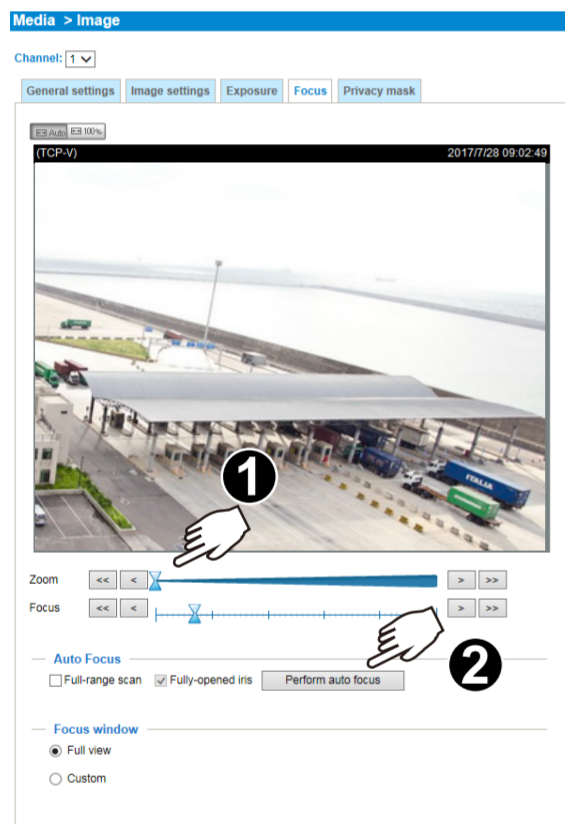 Media > Image
Channel: 1
General settings Image settings Exposure Focus Privacy mask
Auto 100%
(TCP-V) 2017/7/28 09:02:49
ITALIA
1
Zoom << < > >>
Focus << < > >>
2
Auto Focus
Full-range scan Fully-opened iris Perform auto focus
Focus window
Full view
Custom